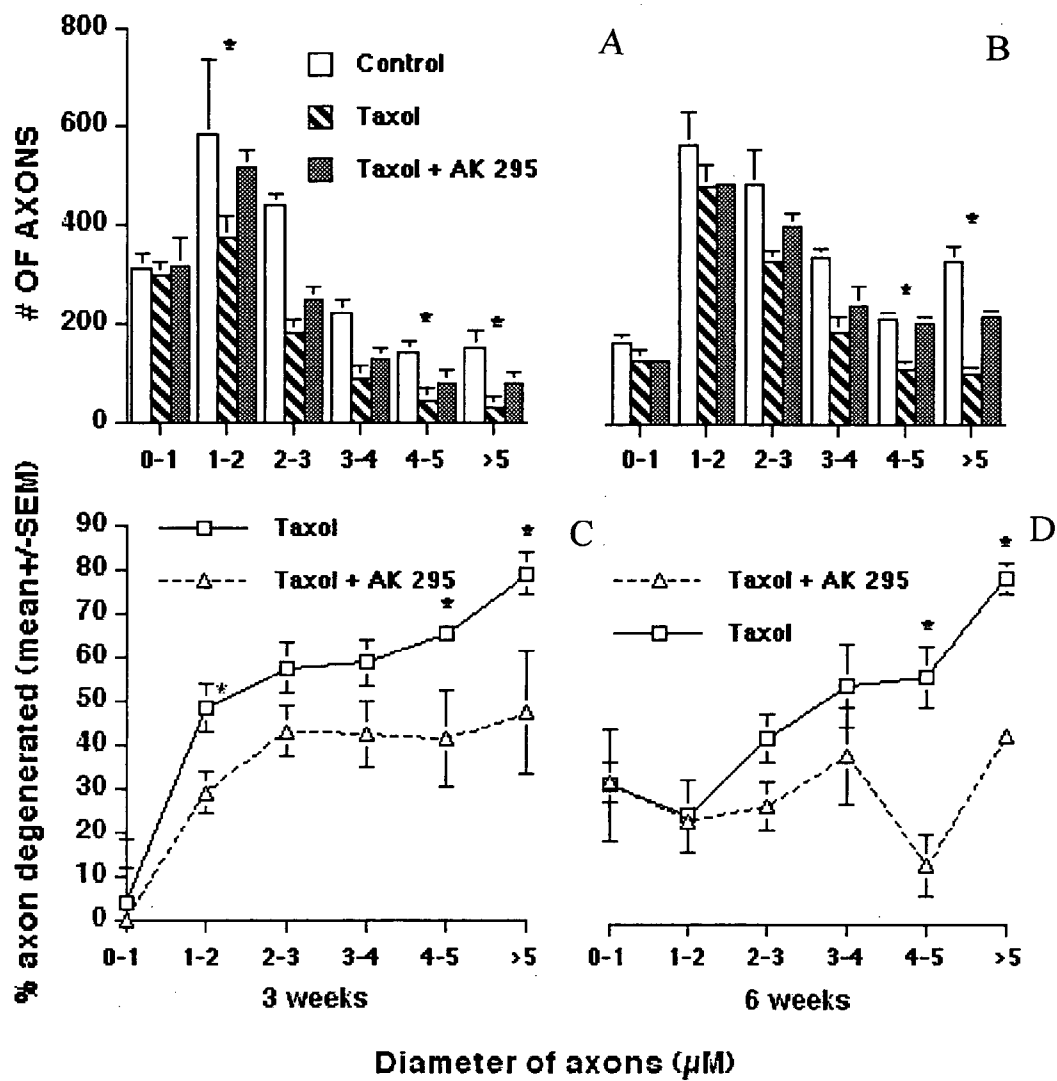 800
600
400
200
0
# OF AXONS
*
Control
Taxol
Taxol + AK 295
*
*
A
0-1 1-2 2-3 3-4 4-5 >5
B
*
*
0-1 1-2 2-3 3-4 4-5 >5
% axon degenerated (mean+/-SEM)
90
80
70
60
50
40
30
20
10
0
Taxol
Taxol + AK 295
*
*
*
C
0-1 1-2 2-3 3-4 4-5 >5
3 weeks
D
Taxol + AK 295
Taxol
*
*
0-1 1-2 2-3 3-4 4-5 >5
6 weeks
Diameter of axons (µM)